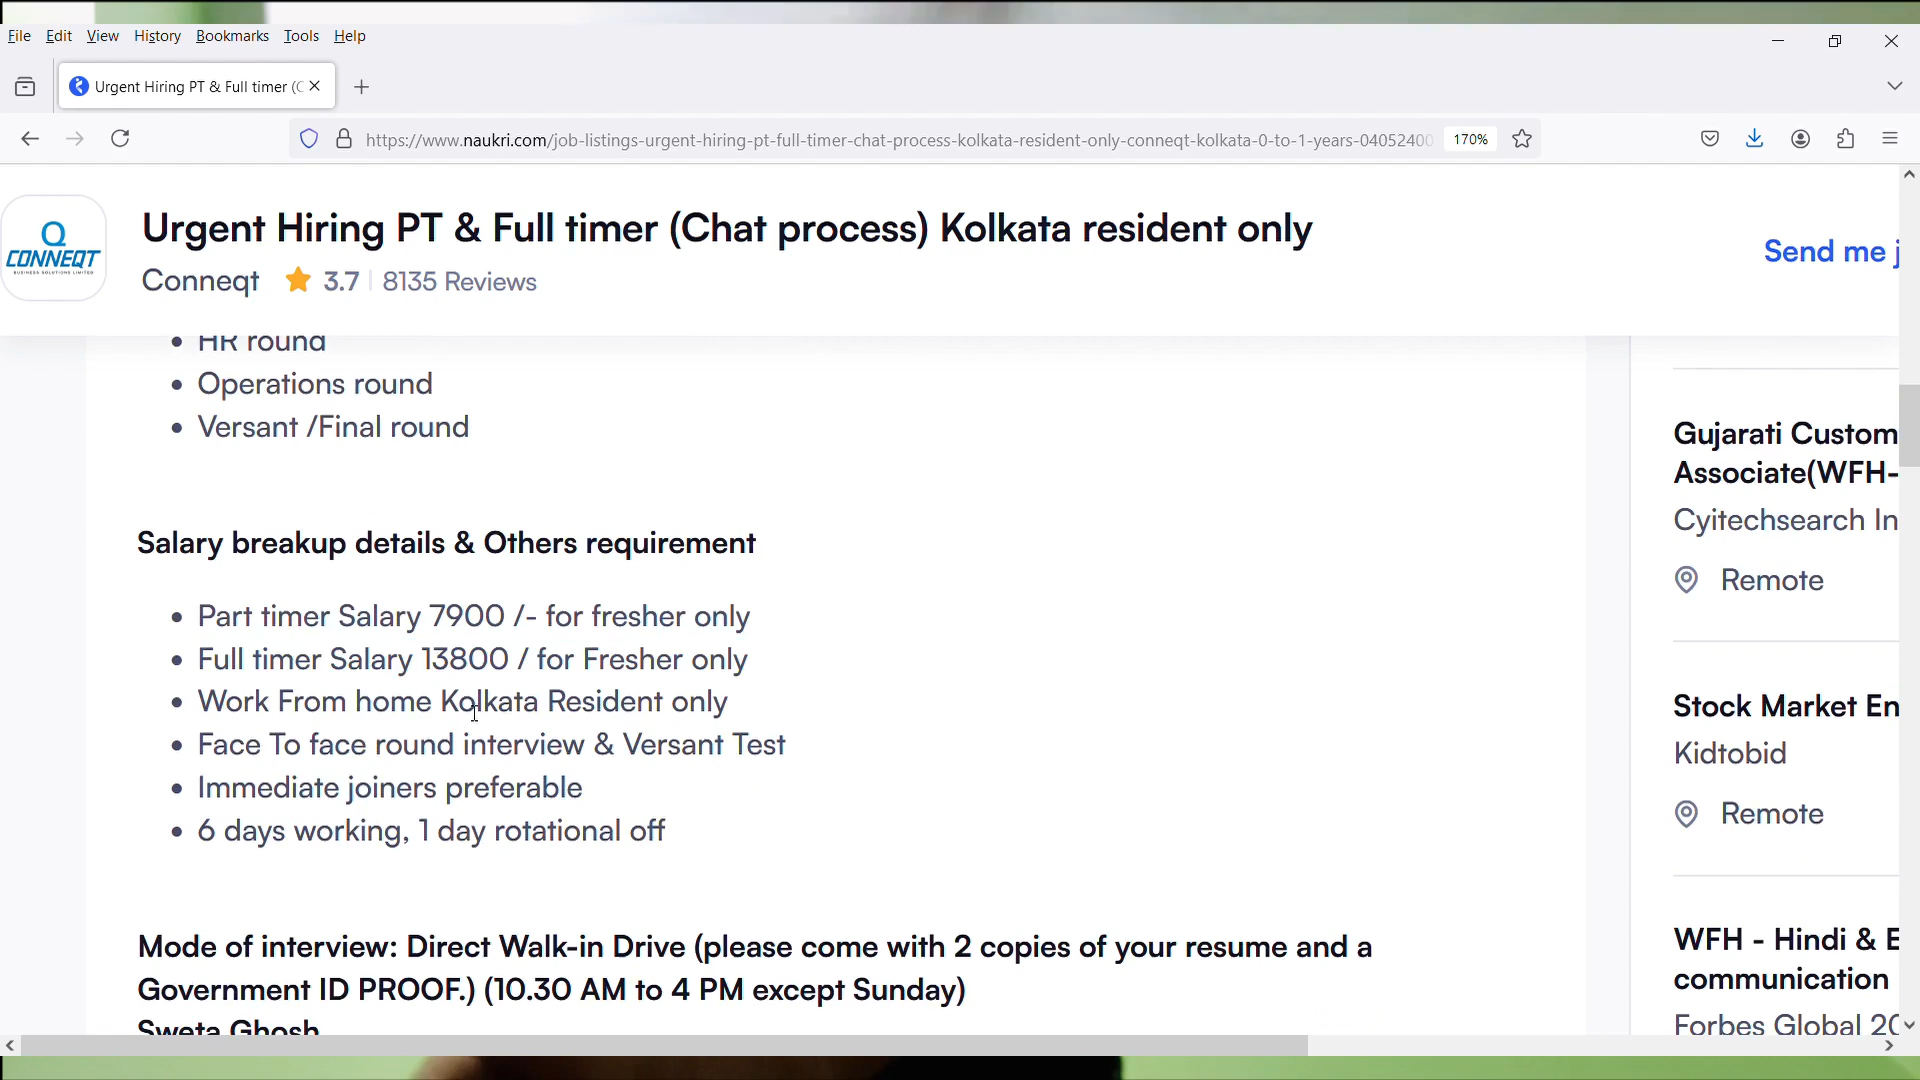 File Edit View History Bookmarks Tools Help
Urgent Hiring PT & Full timer (C
https://www.naukri.com/job-listings-urgent-hiring-pt-full-timer-chat-process-kolkata-resident-only-conneqt-kolkata-0-to-1-years-04052400 170%
CONNEQT
BUSINESS SOLUTIONS LIMITED
Urgent Hiring PT & Full timer (Chat process) Kolkata resident only
Conneqt 3.7 | 8135 Reviews
Send me j
• HR round
• Operations round
• Versant /Final round
Salary breakup details & Others requirement
• Part timer Salary 7900 /- for fresher only
• Full timer Salary 13800 / for Fresher only
• Work From home Kolkata Resident only
• Face To face round interview & Versant Test
• Immediate joiners preferable
• 6 days working, 1 day rotational off
Mode of interview: Direct Walk-in Drive (please come with 2 copies of your resume and a
Government ID PROOF.) (10.30 AM to 4 PM except Sunday)
Sweta Ghosh
Gujarati Custom
Associate(WFH-
Cyitechsearch In
Remote
Stock Market En
Kidtobid
Remote
WFH - Hindi & E
communication
Forbes Global 20